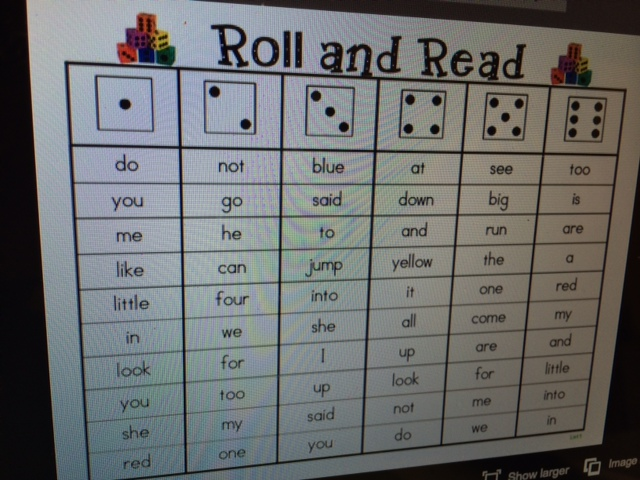 Roll and Read
do not blue at see too
you go said down big is
me he to and run are
like can jump yellow the a
little four into it one red
in we she all come my
look for I up are and
you too up look for little
she my said not me into
red one you do we in
Show larger Image